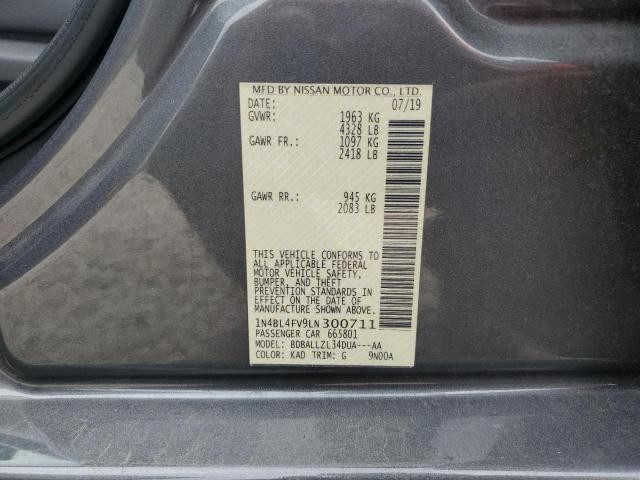 MFD BY NISSAN MOTOR CO., LTD.
DATE: 07/19
GVWR: 1963 KG
4328 LB
GAWR FR.: 1097 KG
2418 LB
GAWR RR.: 945 KG
2083 LB
THIS VEHICLE CONFORMS TO
ALL APPLICABLE FEDERAL
MOTOR VEHICLE SAFETY,
BUMPER, AND THEFT
PREVENTION STANDARDS IN
EFFECT ON THE DATE OF
MANUFACTURE SHOWN ABOVE.
1N4BL4FV9LN300711
PASSENGER CAR 665801
MODEL: BDBALLZL34DUA---AA
COLOR: KAD TRIM: G 9N00A